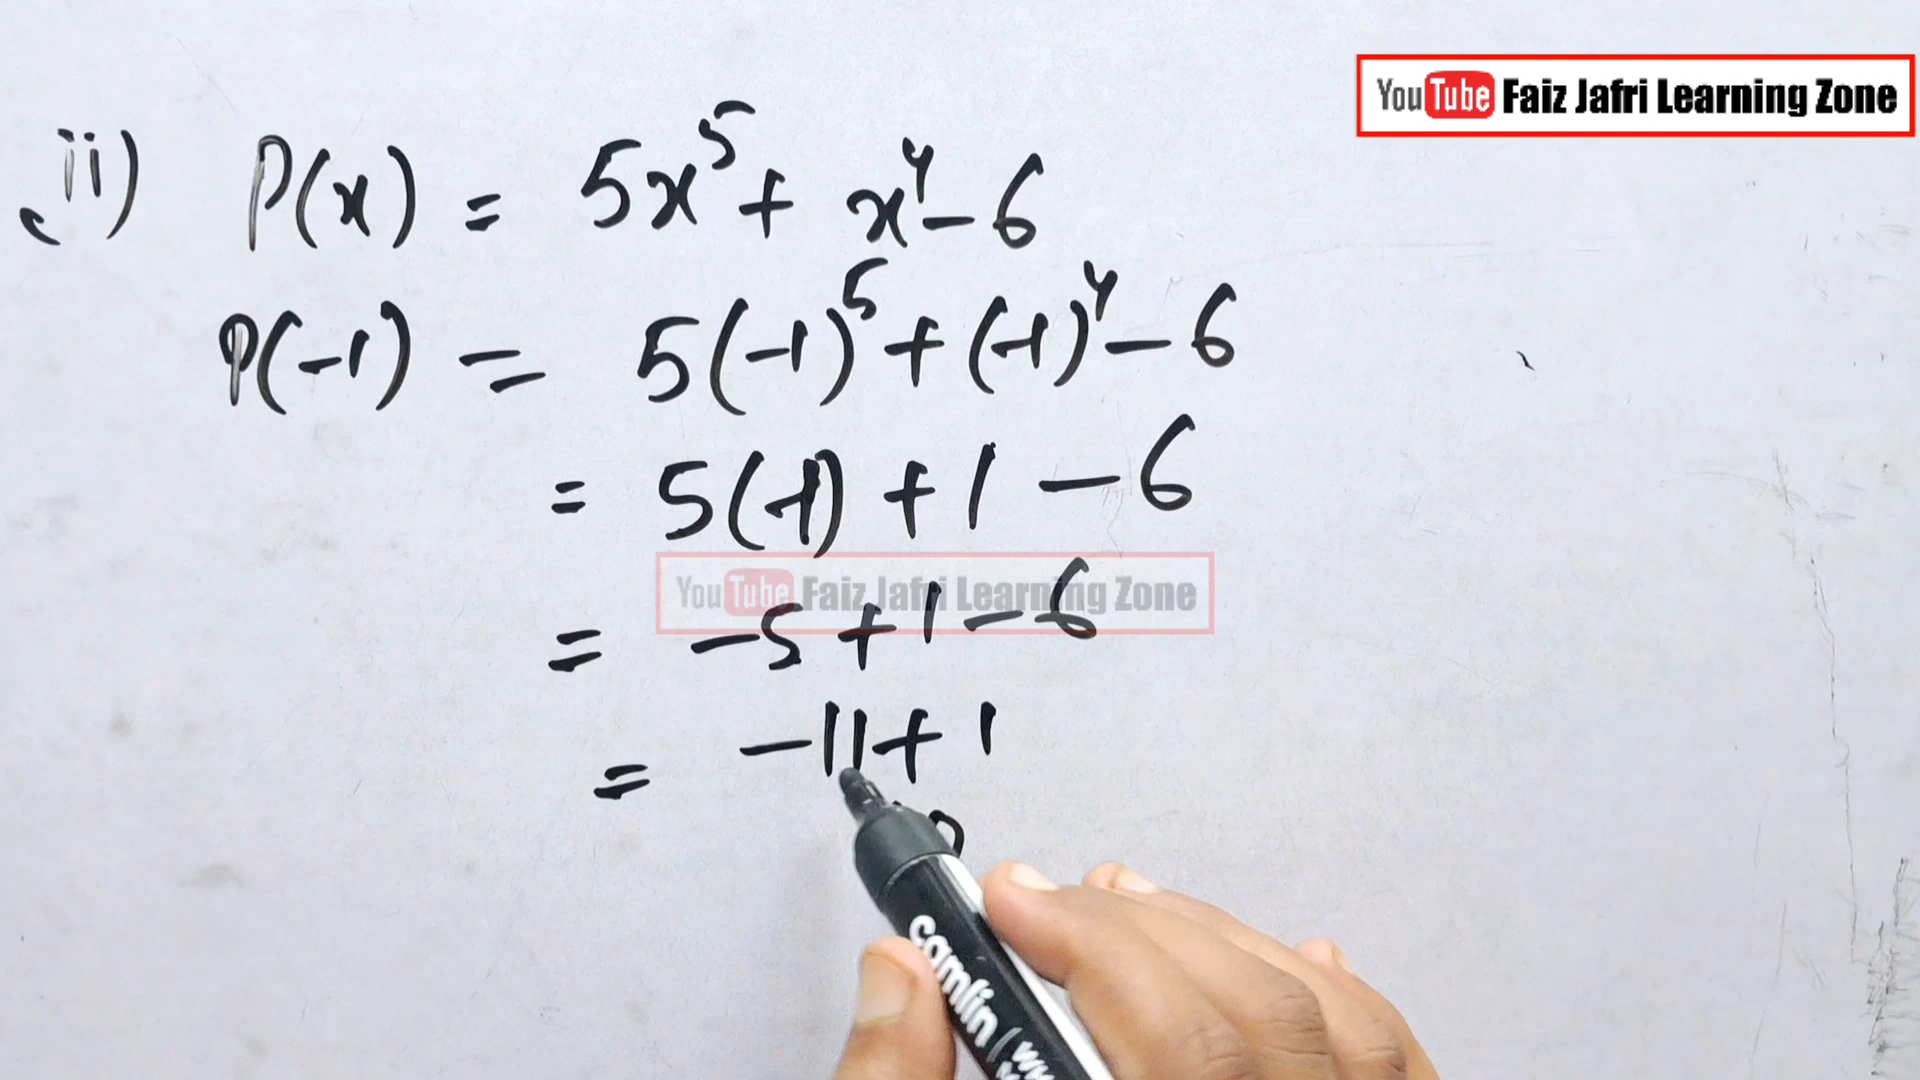 YouTube Faiz Jafri Learning Zone
ii) P(x) = 5x⁵ + x⁴ - 6
P(-1) = 5(-1)⁵ + (-1)⁴ - 6
= 5(-1) + 1 - 6
YouTube Faiz Jafri Learning Zone
= -5 + 1 - 6
= -11 + 1
camlin